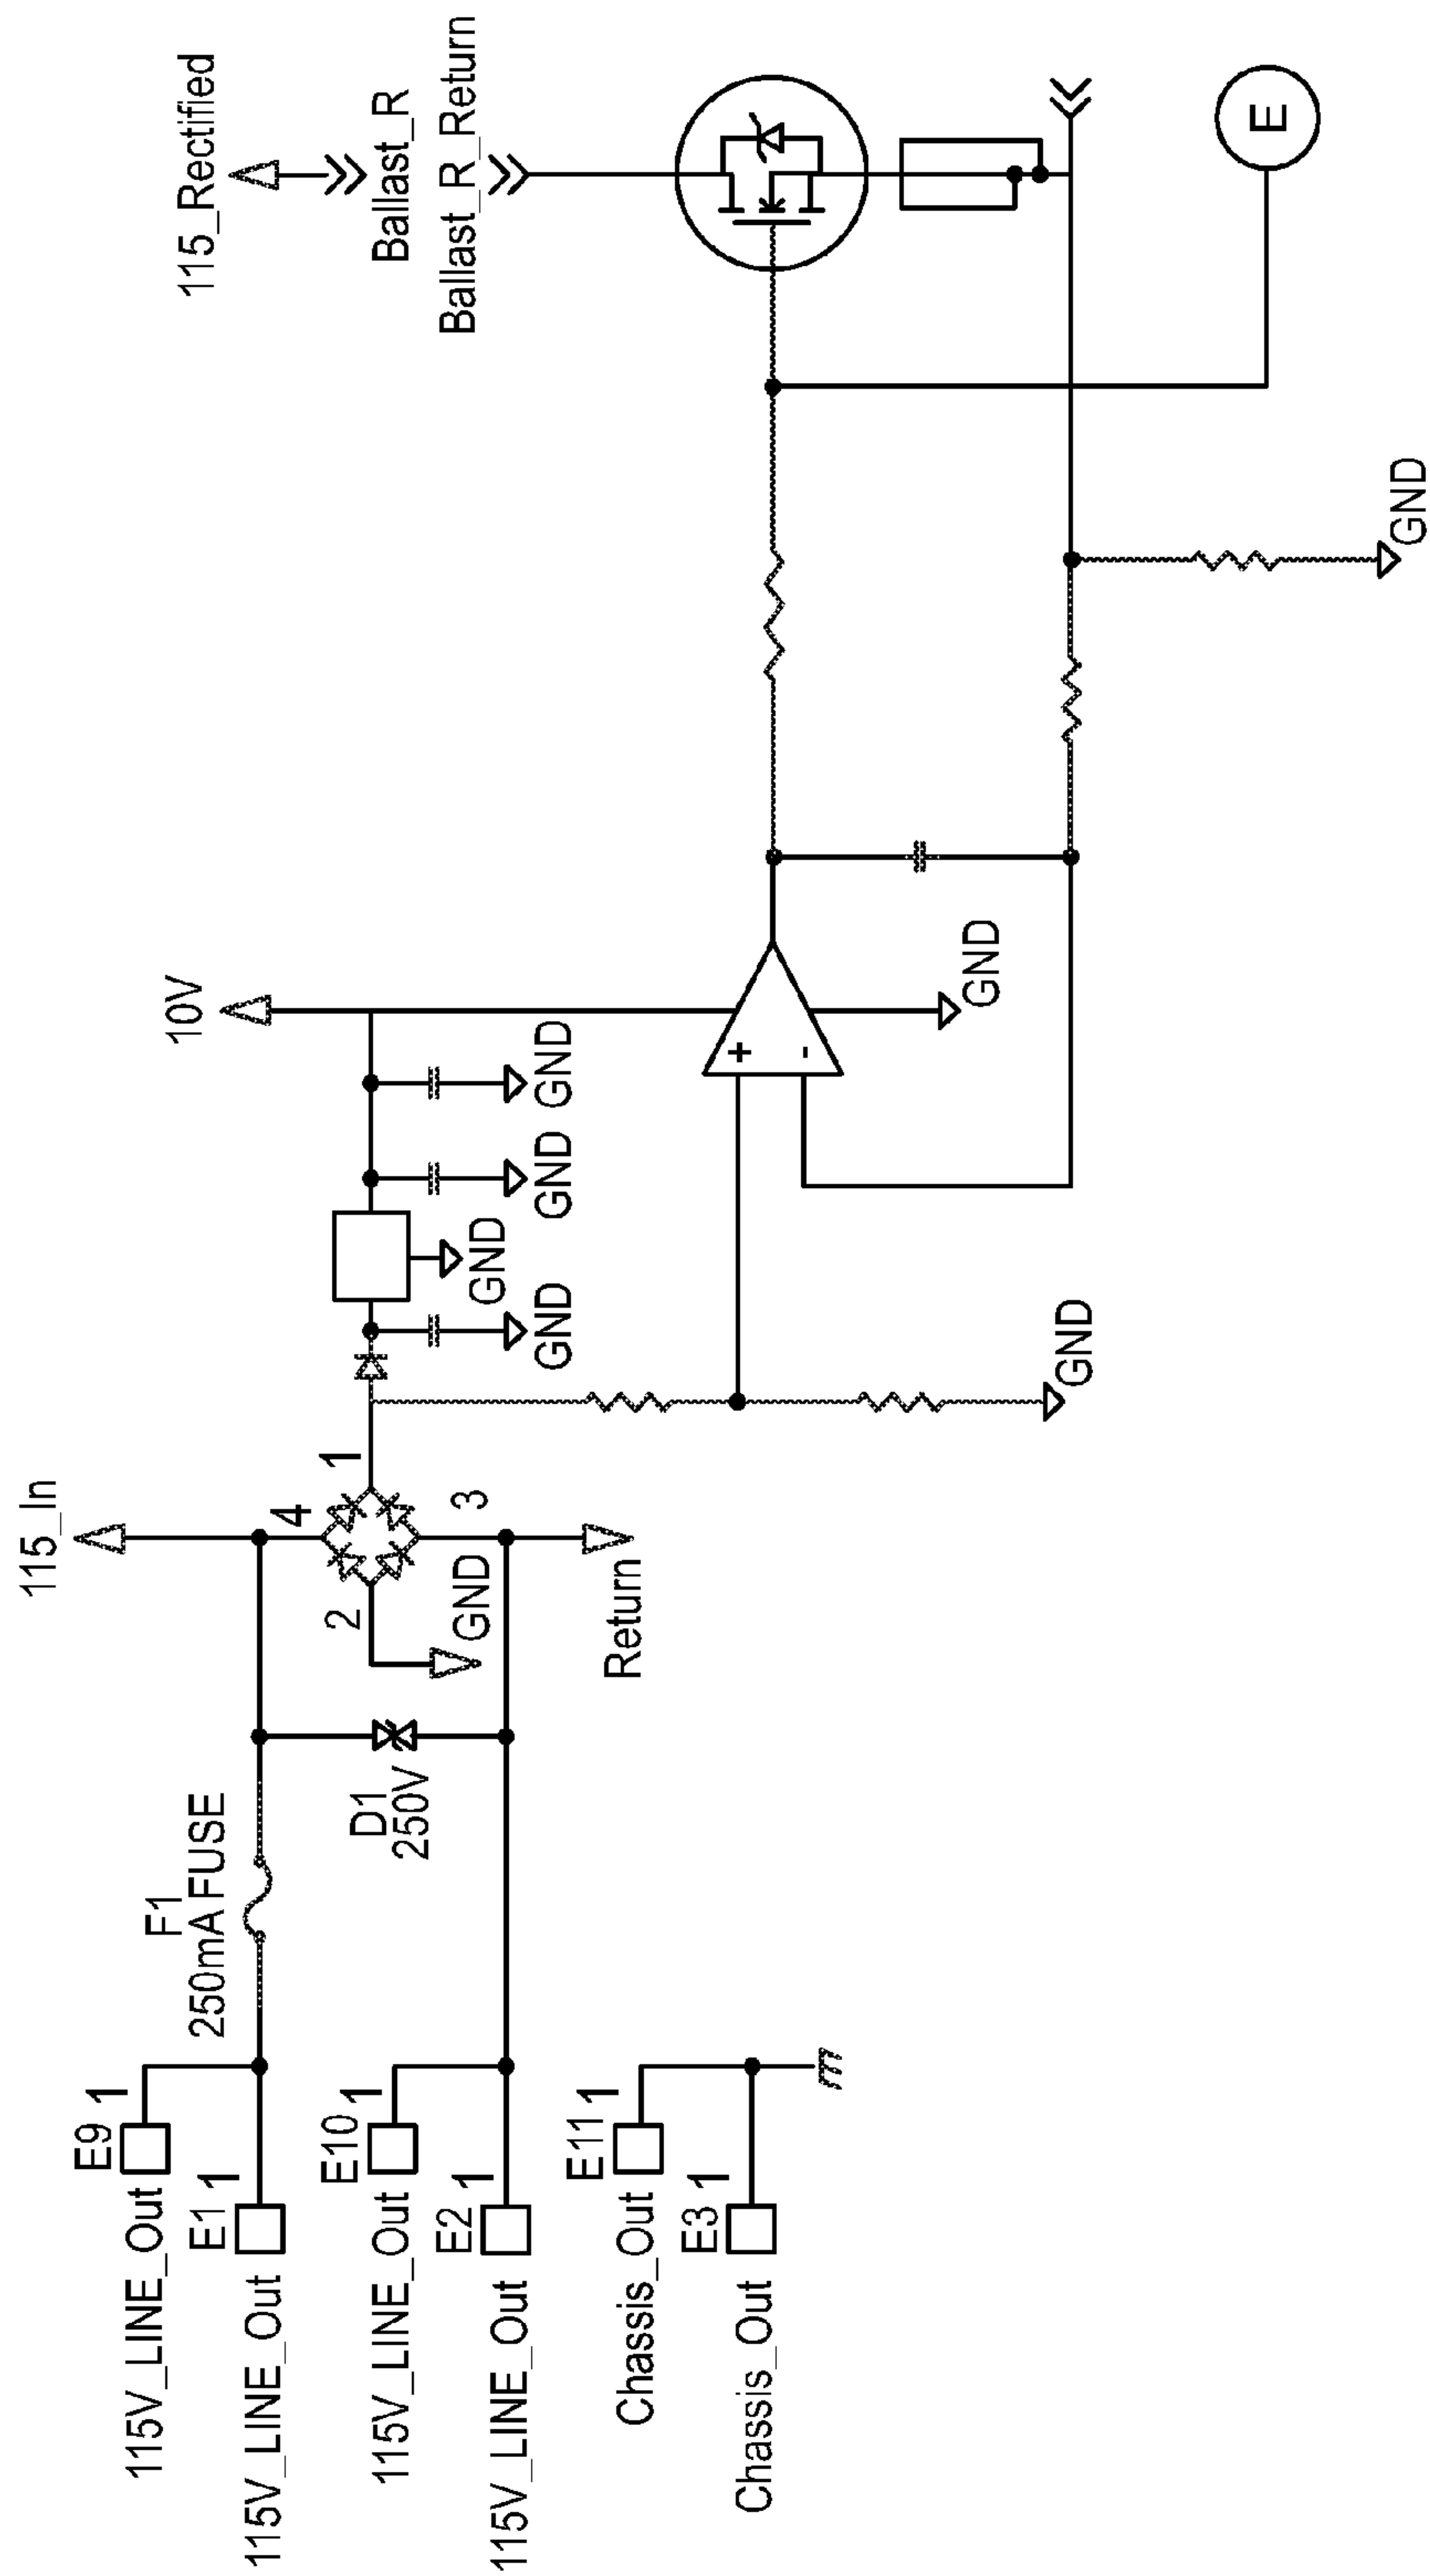 E9
1
115V_LINE_Out
E1
1
115V_LINE_Out
F1
250mA FUSE
115_In
4
1
2
3
GND
Return
D1
250V
E10
1
115V_LINE_Out
E2
1
115V_LINE_Out
E11
1
Chassis_Out
E3
1
Chassis_Out
GND
GND
GND
GND
10V
GND
+
-
GND
GND
115_Rectified
Ballast_R
Ballast_R_Return
E